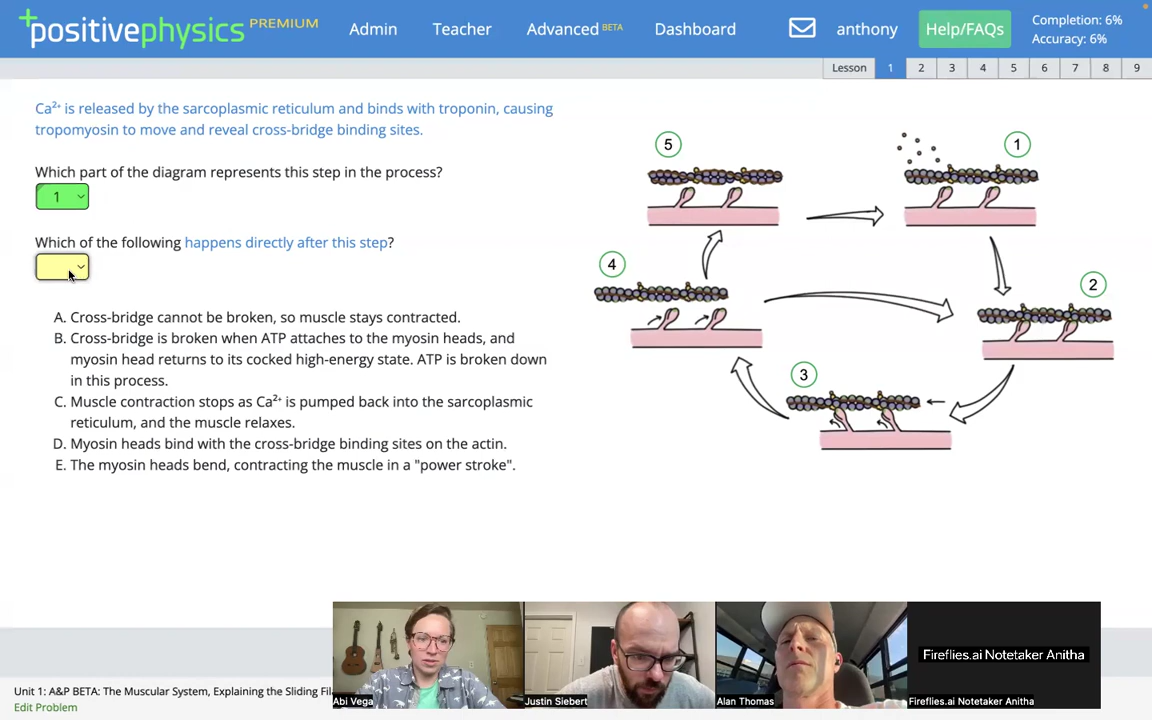 +positivephysics PREMIUM
Admin
Teacher
Advanced BETA
Dashboard
anthony
Help/FAQs
Completion: 6%
Accuracy: 6%
Lesson 1 2 3 4 5 6 7 8 9
Ca²⁺ is released by the sarcoplasmic reticulum and binds with troponin, causing
tropomyosin to move and reveal cross-bridge binding sites.
Which part of the diagram represents this step in the process?
1
Which of the following happens directly after this step?
A. Cross-bridge cannot be broken, so muscle stays contracted.
B. Cross-bridge is broken when ATP attaches to the myosin heads, and
myosin head returns to its cocked high-energy state. ATP is broken down
in this process.
C. Muscle contraction stops as Ca²⁺ is pumped back into the sarcoplasmic
reticulum, and the muscle relaxes.
D. Myosin heads bind with the cross-bridge binding sites on the actin.
E. The myosin heads bend, contracting the muscle in a "power stroke".
5
1
4
2
3
Fireflies.ai Notetaker Anitha
Abi Vega
Justin Siebert
Alan Thomas
Fireflies.ai Notetaker Anitha
Unit 1: A&P BETA: The Muscular System, Explaining the Sliding Fil
Edit Problem